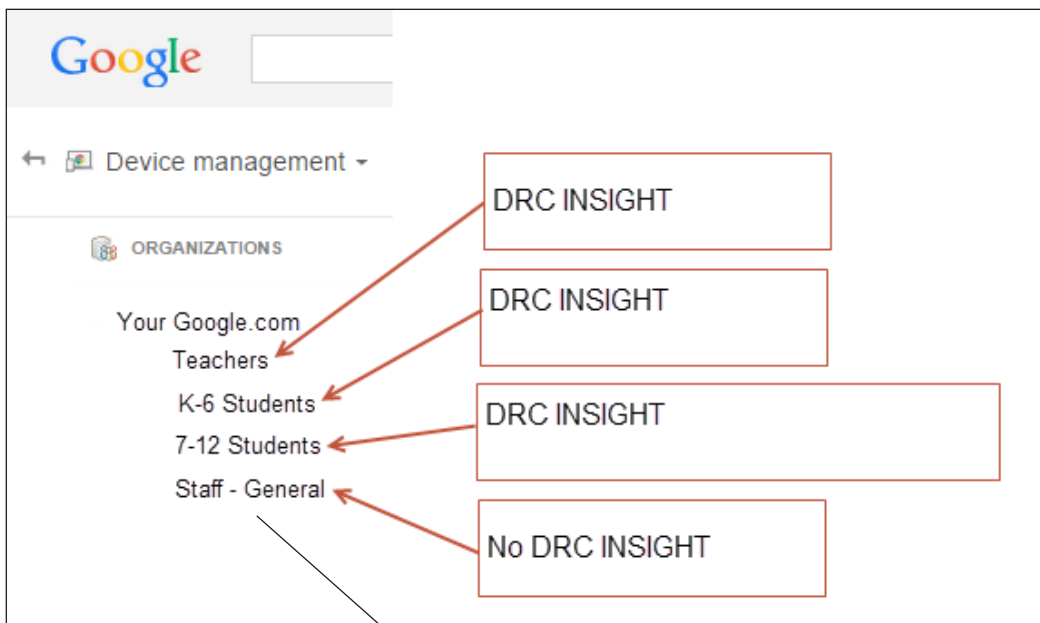 Google
Device management
DRC INSIGHT
ORGANIZATIONS
DRC INSIGHT
Your Google.com
Teachers
K-6 Students
DRC INSIGHT
7-12 Students
Staff - General
No DRC INSIGHT